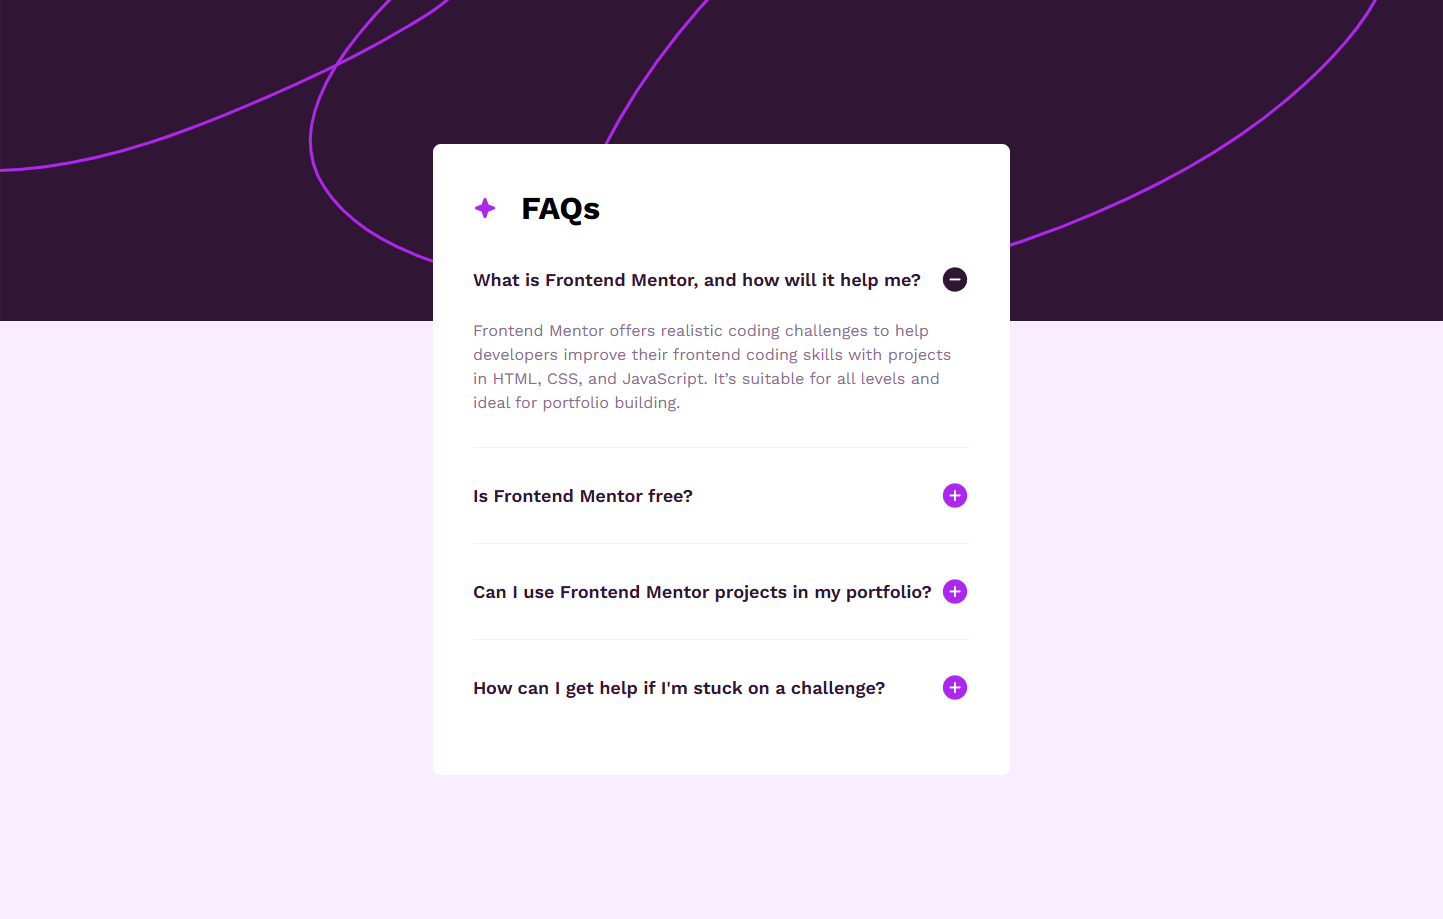 FAQs
What is Frontend Mentor, and how will it help me?
Frontend Mentor offers realistic coding challenges to help
developers improve their frontend coding skills with projects
in HTML, CSS, and JavaScript. It’s suitable for all levels and
ideal for portfolio building.
Is Frontend Mentor free?
Can I use Frontend Mentor projects in my portfolio?
How can I get help if I'm stuck on a challenge?